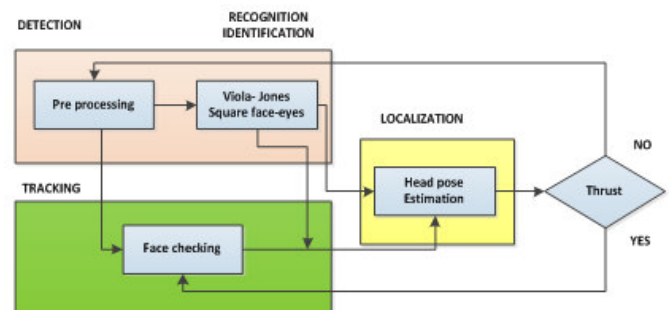 DETECTION
RECOGNITION
IDENTIFICATION
Pre processing
Viola- Jones
Square face-eyes
LOCALIZATION
NO
Head pose
Estimation
Thrust
TRACKING
YES
Face checking